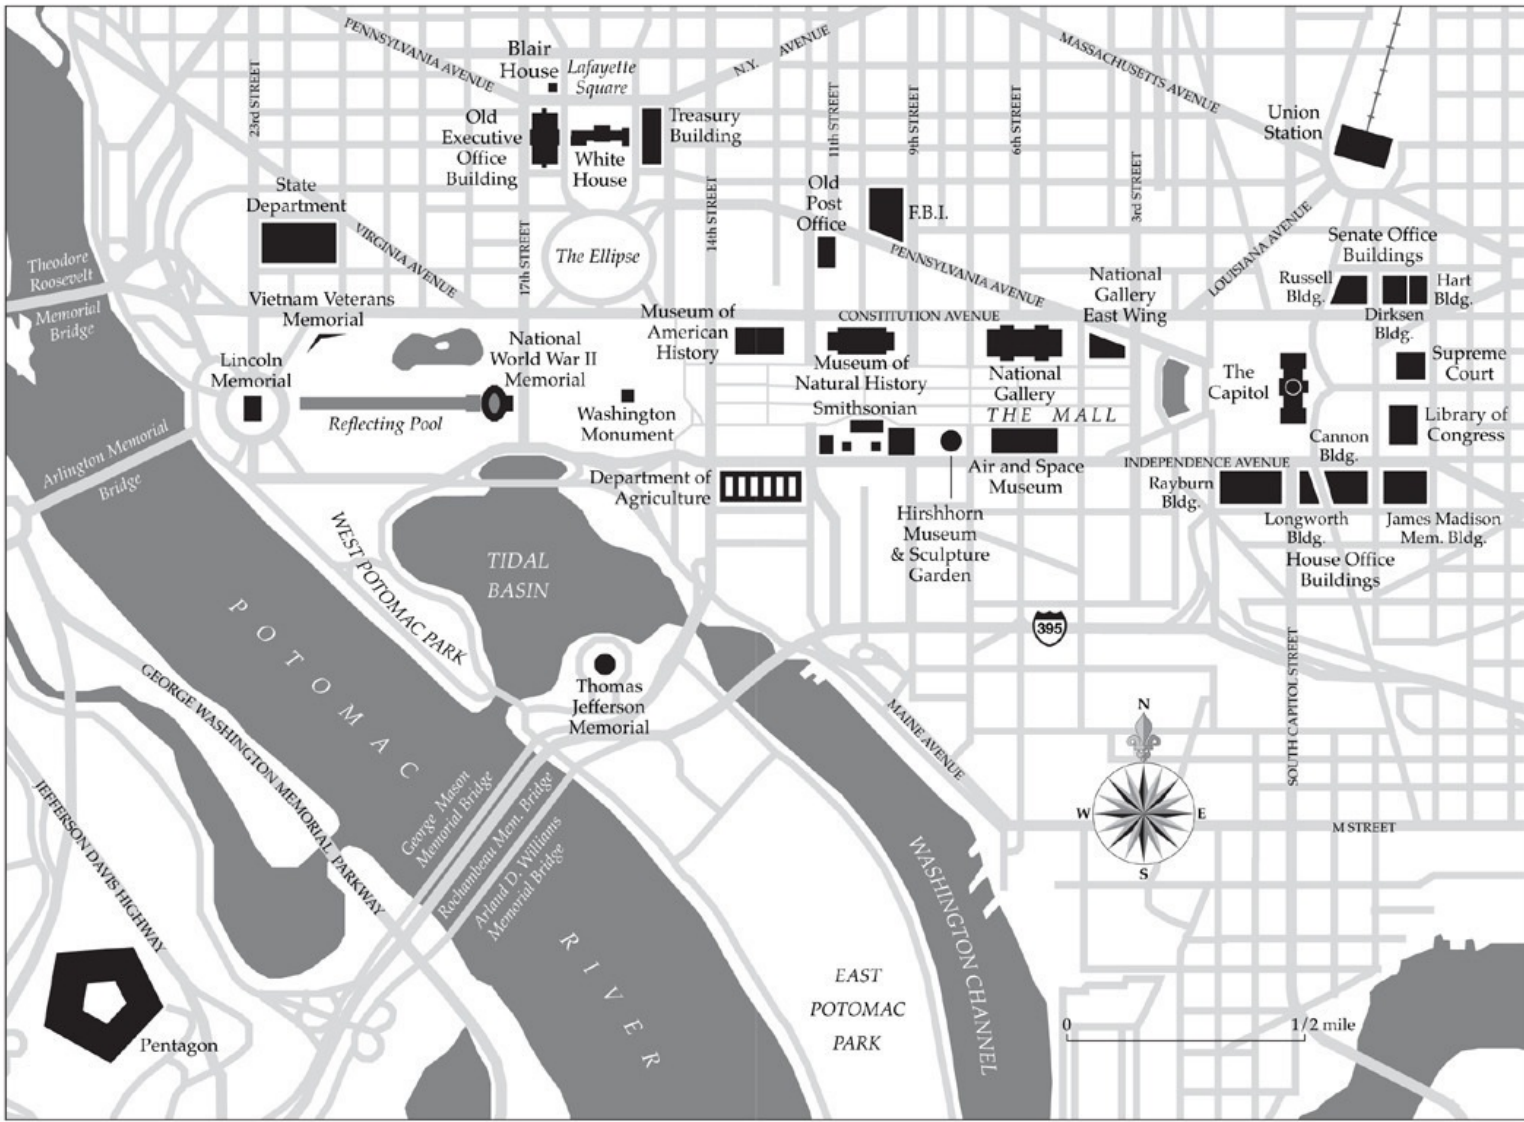 PENNSYLVANIA AVENUE
Blair
House
Lafayette
Square
N.Y. AVENUE
MASSACHUSETTS AVENUE
23rd STREET
Old
Executive
Office
Building
White
House
Treasury
Building
11th STREET
9th STREET
6th STREET
Union
Station
State
Department
VIRGINIA AVENUE
17th STREET
The Ellipse
14th STREET
Old
Post
Office
F.B.I.
PENNSYLVANIA AVENUE
3rd STREET
LOUISIANA AVENUE
Senate Office
Buildings
Russell
Bldg.
Hart
Bldg.
Dirksen
Bldg.
Theodore
Roosevelt
Memorial
Bridge
Vietnam Veterans
Memorial
National
World War II
Memorial
Museum of
American
History
CONSTITUTION AVENUE
National
Gallery
East Wing
Lincoln
Memorial
Reflecting Pool
Washington
Monument
Museum of
Natural History
Smithsonian
National
Gallery
THE MALL
The
Capitol
Supreme
Court
Library of
Congress
Cannon
Bldg.
Arlington Memorial
Bridge
Department of
Agriculture
Air and Space
Museum
INDEPENDENCE AVENUE
Rayburn
Bldg.
Hirshhorn
Museum
& Sculpture
Garden
Longworth
Bldg.
James Madison
Mem. Bldg.
House Office
Buildings
WEST POTOMAC PARK
TIDAL
BASIN
395
POTOMAC
Thomas
Jefferson
Memorial
GEORGE WASHINGTON MEMORIAL PARKWAY
MAINE AVENUE
SOUTH CAPITOL STREET
N
W
E
S
M STREET
JEFFERSON DAVIS HIGHWAY
George Mason
Memorial Bridge
Rochambeau Mem. Bridge
Arland D. Williams
Memorial Bridge
WASHINGTON CHANNEL
RIVER
EAST
POTOMAC
PARK
Pentagon
0 1/2 mile